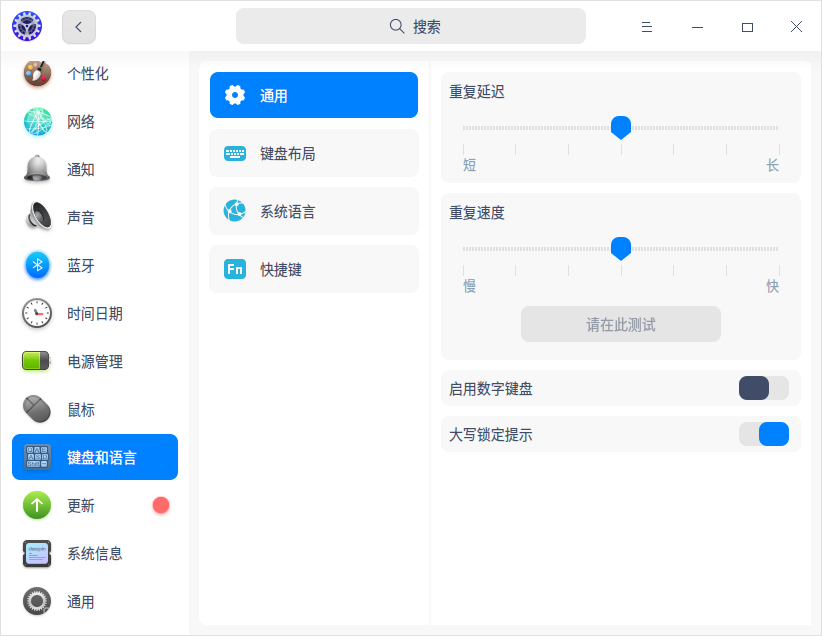 搜索
个性化
网络
通知
声音
蓝牙
时间日期
电源管理
鼠标
键盘和语言
更新
系统信息
通用
通用
键盘布局
系统语言
Fn
快捷键
重复延迟
短
长
重复速度
慢
快
请在此测试
启用数字键盘
大写锁定提示